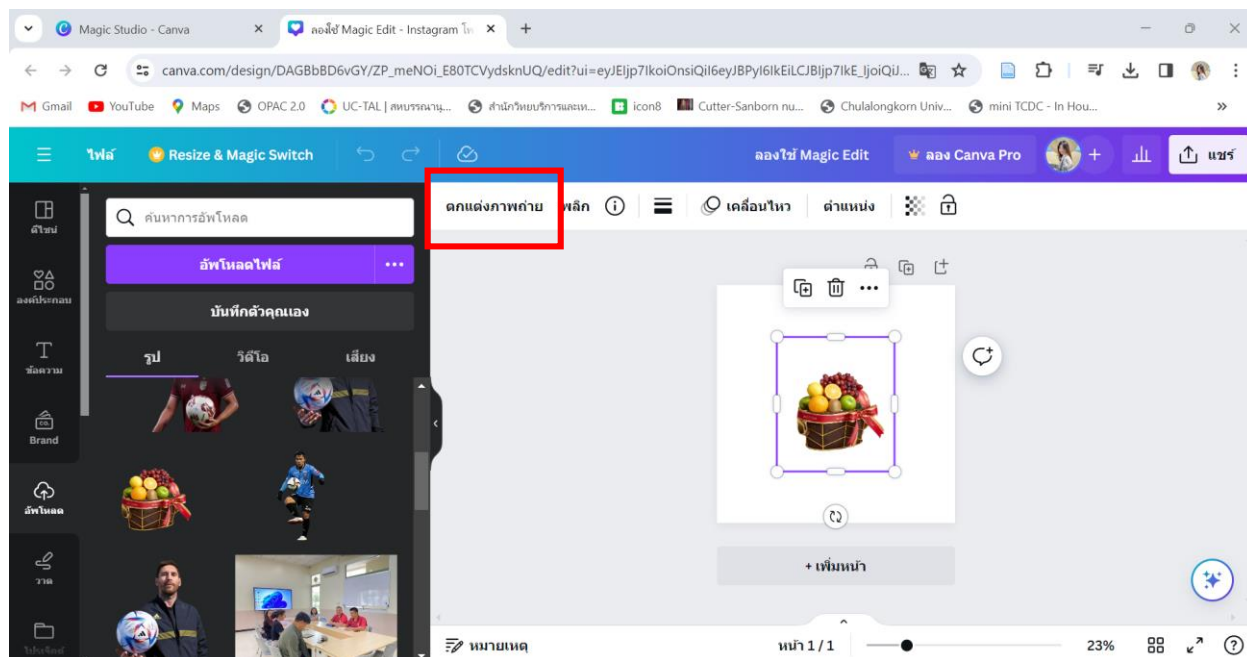 Magic Studio - Canva
ลองใช้ Magic Edit - Instagram โพ
canva.com/design/DAGBbBD6vGY/ZP_meNOi_E80TCVydsknUQ/edit?ui=eyJEIjp7IkoiOnsiQiI6eyJBPyI6IkEiLCJBIjp7IkE_IjoiQiJ...
Gmail
YouTube
Maps
OPAC 2.0
UC-TAL | สหบรรณานุ...
สำนักวิทยบริการและเท...
icon8
Cutter-Sanborn nu...
Chulalongkorn Univ...
mini TCDC - In Hou...
ไฟล์
Resize & Magic Switch
ลองใช้ Magic Edit
ลอง Canva Pro
แชร์
ดีไซน์
องค์ประกอบ
ข้อความ
Brand
อัพโหลด
วาด
โปรเจ็กต์
ค้นหาการอัพโหลด
อัพโหลดไฟล์
บันทึกตัวคุณเอง
รูป
วิดีโอ
เสียง
ตกแต่งภาพถ่าย
พลิก
เคลื่อนไหว
ตำแหน่ง
+ เพิ่มหน้า
หมายเหตุ
หน้า 1 / 1
23%